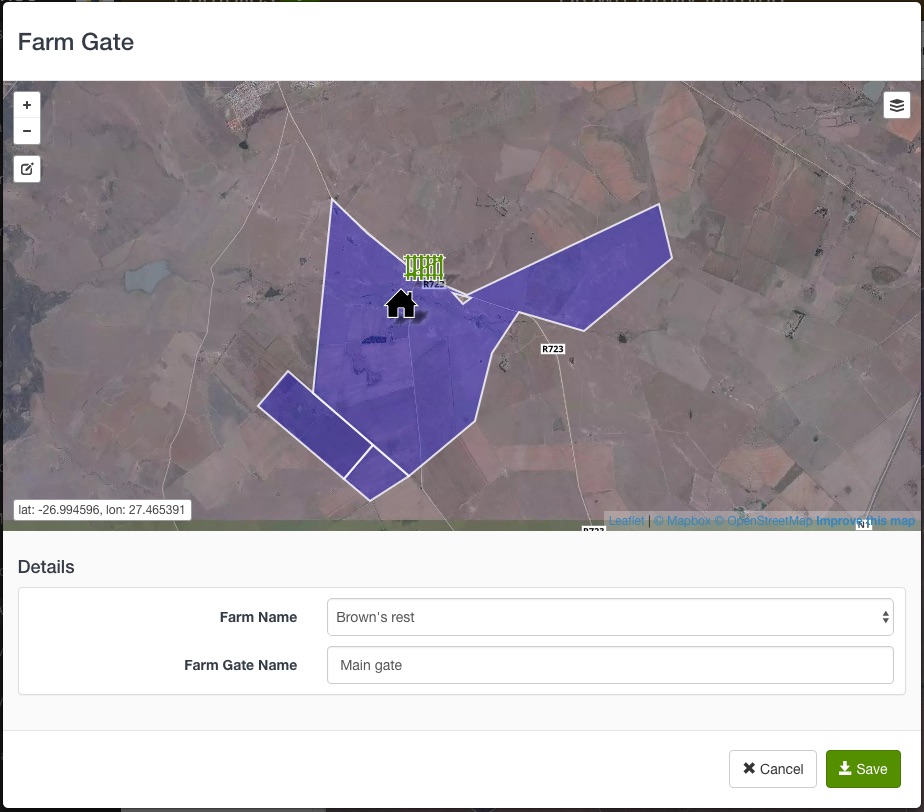 Farm Gate
+
−
R723
R723
lat: -26.994596, lon: 27.465391
Leaflet | © Mapbox © OpenStreetMap Improve this map
R723
N1
Details
Farm Name
Brown's rest
Farm Gate Name
Main gate
Cancel
Save